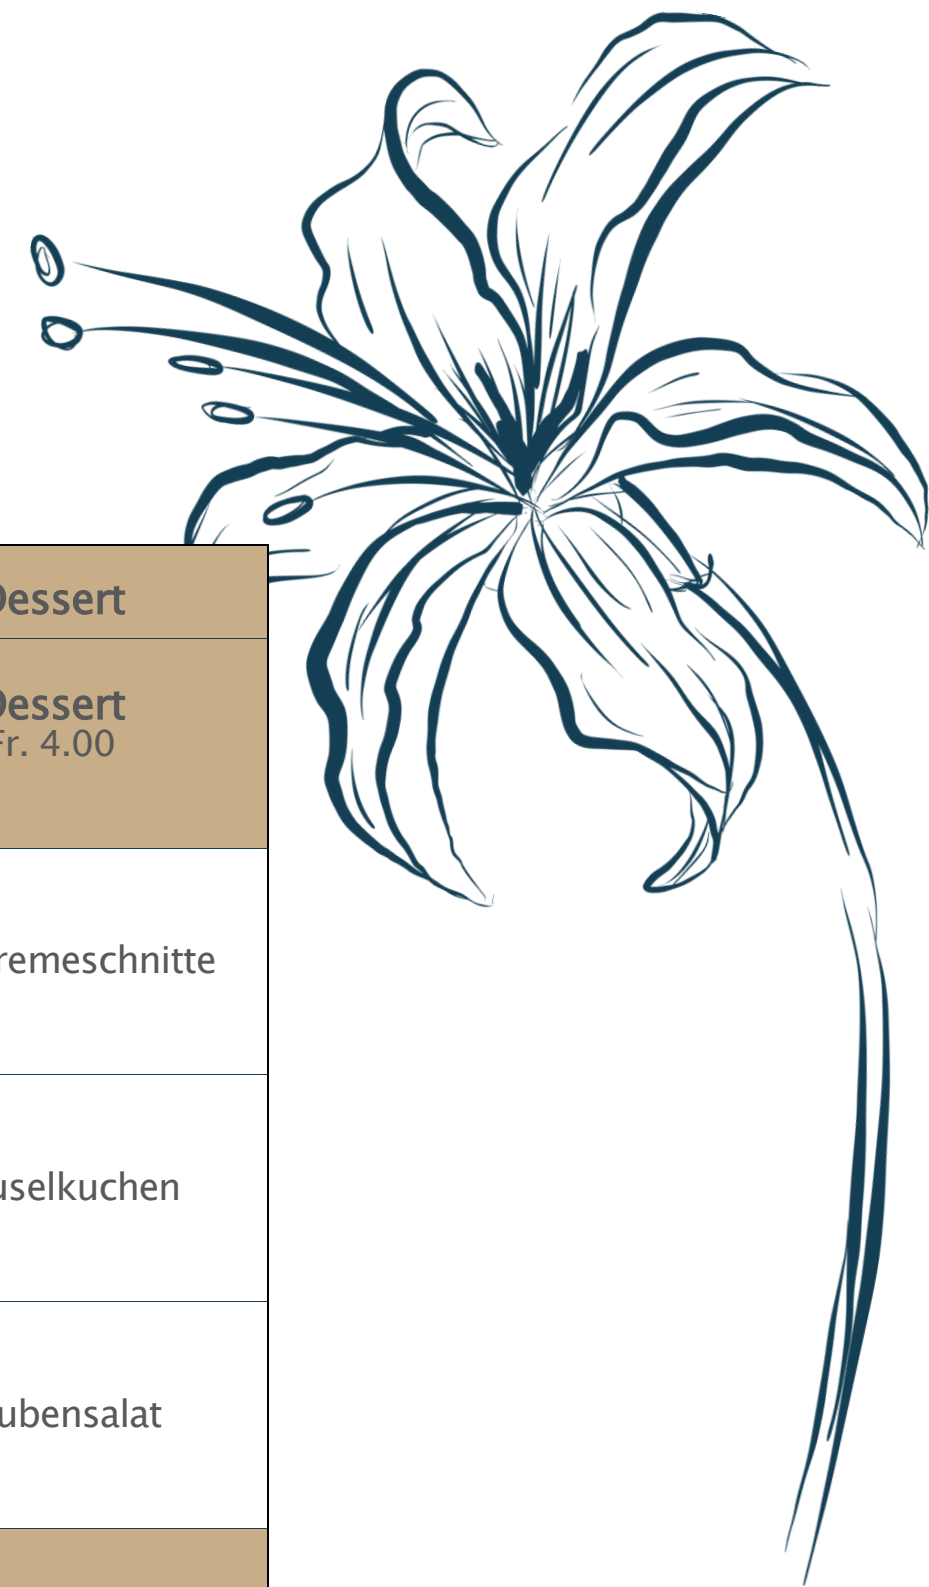 Dessert
Dessert
Fr. 4.00
remeschnitte
uselkuchen
ubensalat